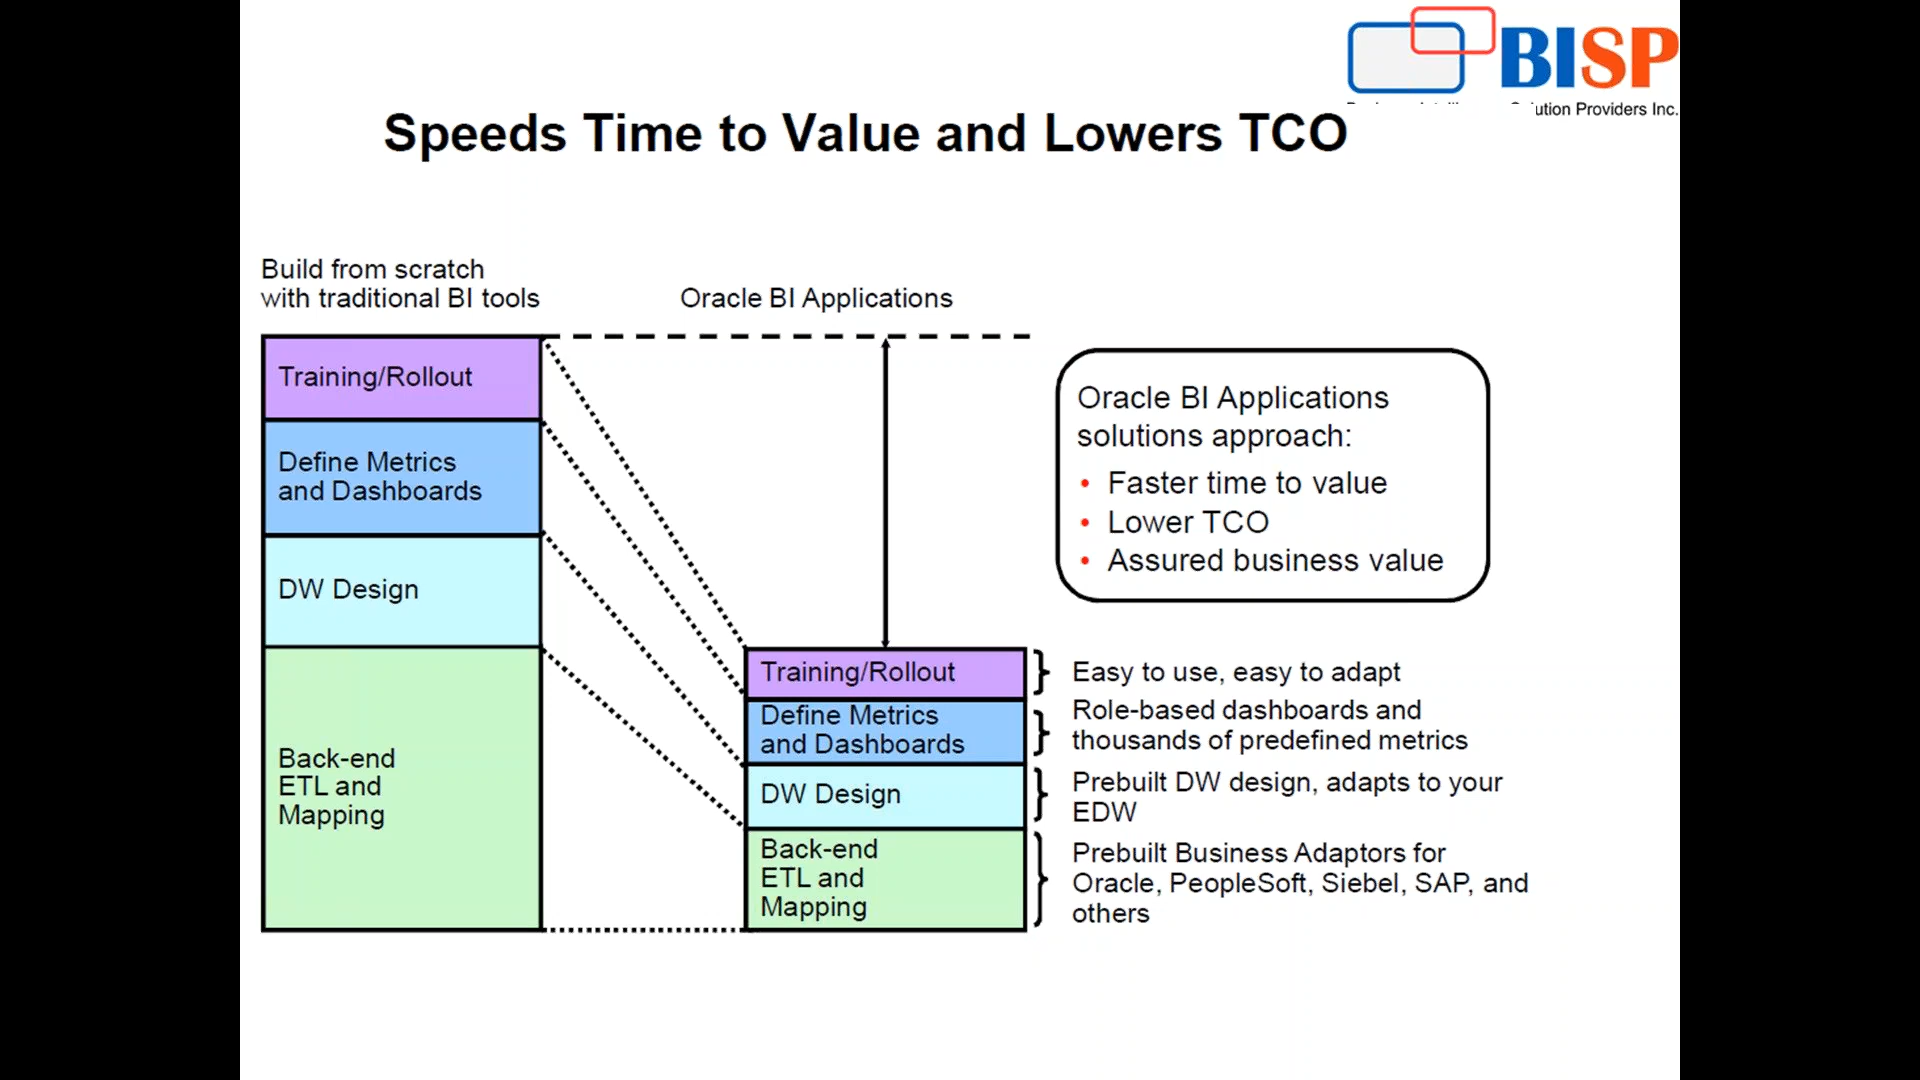 BISP
ution Providers Inc.
Speeds Time to Value and Lowers TCO
Build from scratch
with traditional BI tools
Oracle BI Applications
Training/Rollout
Define Metrics
and Dashboards
DW Design
Back-end
ETL and
Mapping
Oracle BI Applications
solutions approach:
• Faster time to value
• Lower TCO
• Assured business value
Training/Rollout
Define Metrics
and Dashboards
DW Design
Back-end
ETL and
Mapping
Easy to use, easy to adapt
Role-based dashboards and
thousands of predefined metrics
Prebuilt DW design, adapts to your
EDW
Prebuilt Business Adaptors for
Oracle, PeopleSoft, Siebel, SAP, and
others